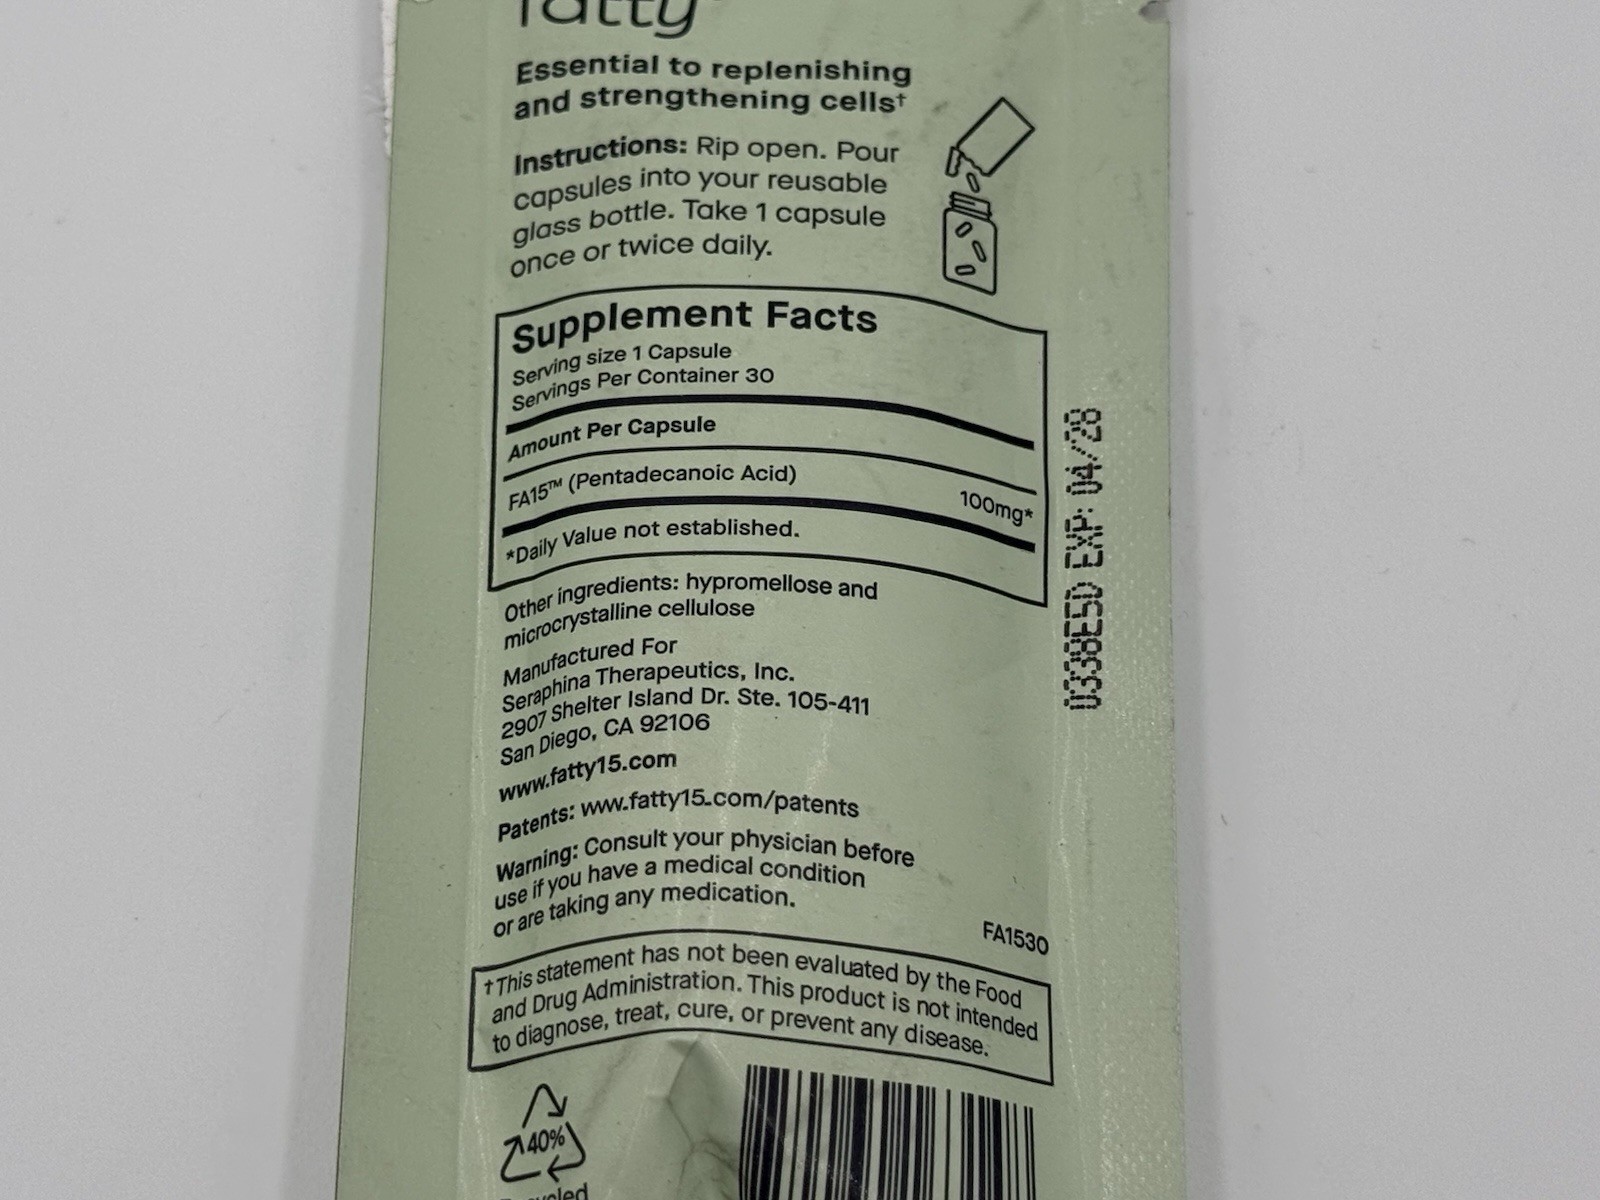 fatty
Essential to replenishing
and strengthening cells†
Instructions: Rip open. Pour
capsules into your reusable
glass bottle. Take 1 capsule
once or twice daily.
Supplement Facts
Serving size 1 Capsule
Servings Per Container 30
Amount Per Capsule
FA15™ (Pentadecanoic Acid) 100mg*
*Daily Value not established.
Other ingredients: hypromellose and
microcrystalline cellulose
Manufactured For
Seraphina Therapeutics, Inc.
2907 Shelter Island Dr. Ste. 105-411
San Diego, CA 92106
www.fatty15.com
Patents: www.fatty15.com/patents
Warning: Consult your physician before
use if you have a medical condition
or are taking any medication.
FA1530
†This statement has not been evaluated by the Food
and Drug Administration. This product is not intended
to diagnose, treat, cure, or prevent any disease.
40%
0338E5D EXP: 04/28